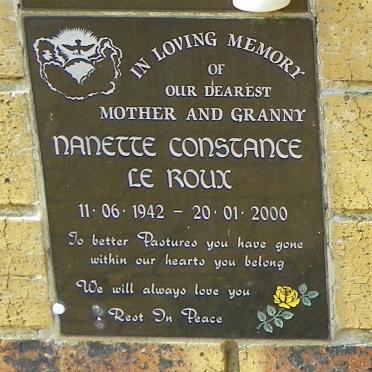 IN LOVING MEMORY
OF
OUR DEAREST
MOTHER AND GRANNY
NANETTE CONSTANCE
LE ROUX
11·06·1942 – 20·01·2000
To better Pastures you have gone
within our hearts you belong
We will always love you
Rest In Peace